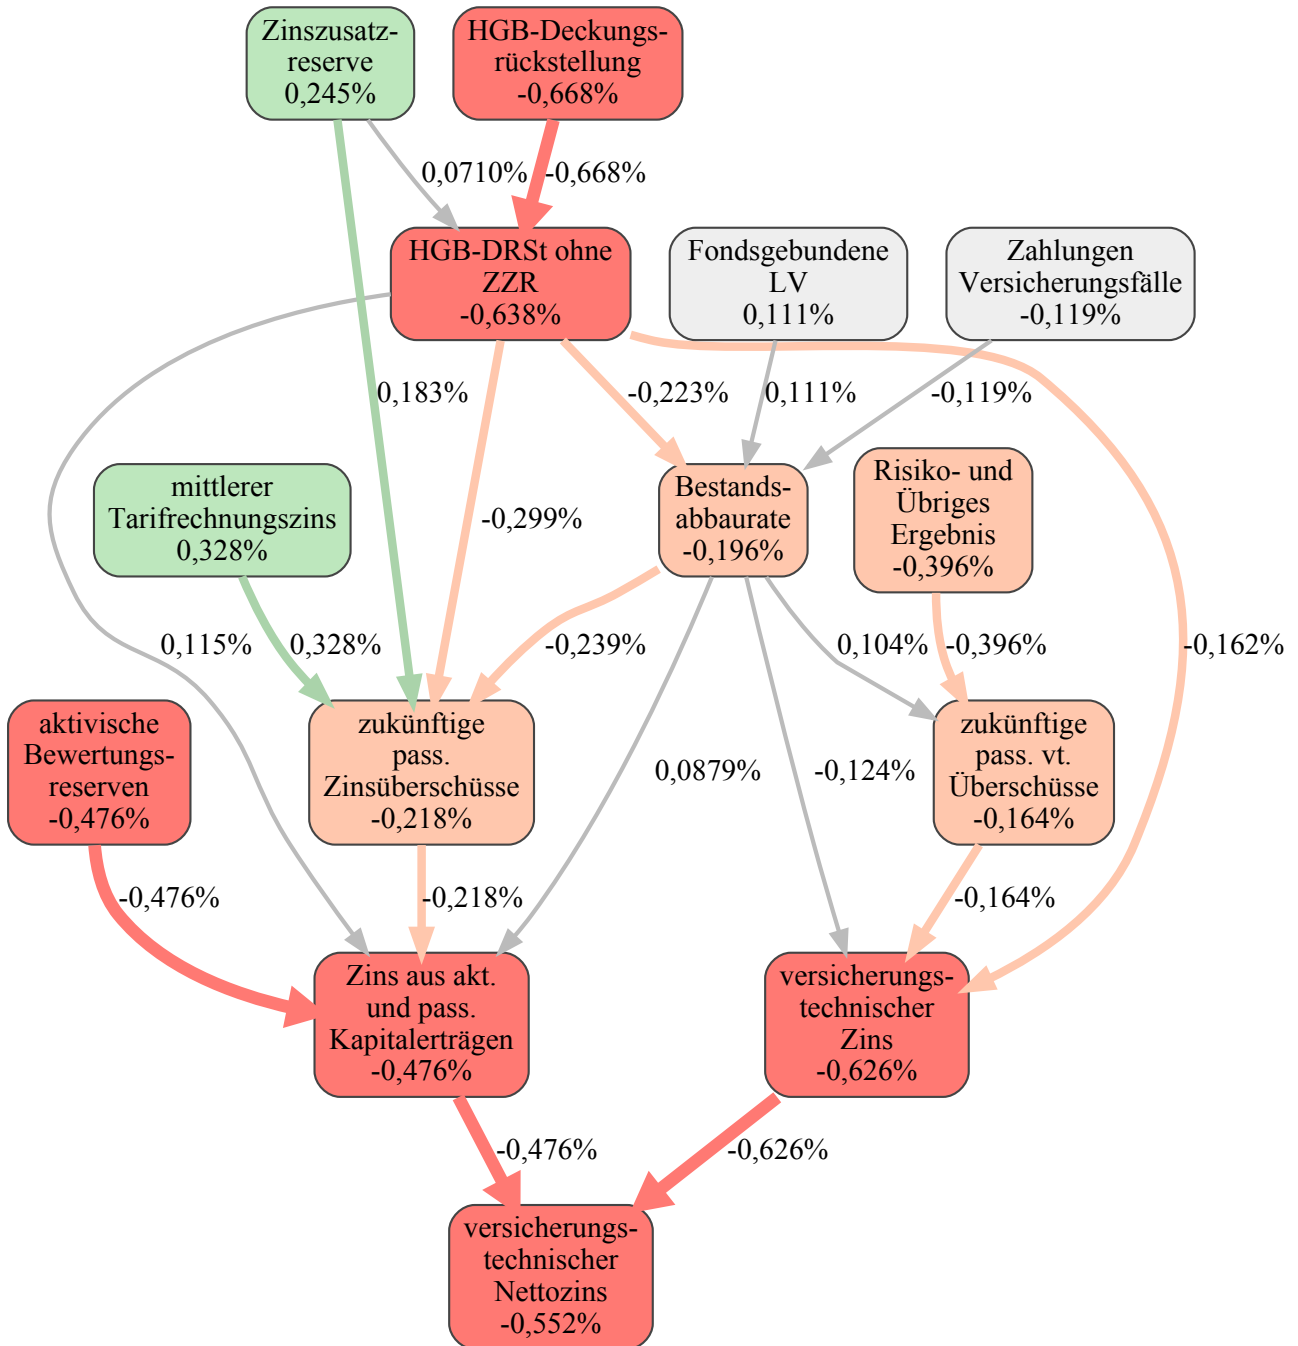 Zinszusatz-
reserve
0,245%
HGB-Deckungs-
rückstellung
-0,668%
0,0710%
-0,668%
HGB-DRSt ohne
ZZR
-0,638%
Fondsgebundene
LV
0,111%
Zahlungen
Versicherungsfälle
-0,119%
0,183%
-0,223%
0,111%
-0,119%
mittlerer
Tarifrechnungszins
0,328%
-0,299%
Bestands-
abbaurate
-0,196%
Risiko- und
Übriges
Ergebnis
-0,396%
0,115%
0,328%
-0,239%
0,104%
-0,396%
-0,162%
aktivische
Bewertungs-
reserven
-0,476%
zukünftige
pass.
Zinsüberschüsse
-0,218%
0,0879%
-0,124%
zukünftige
pass. vt.
Überschüsse
-0,164%
-0,476%
-0,218%
-0,164%
Zins aus akt.
und pass.
Kapitalerträgen
-0,476%
versicherungs-
technischer
Zins
-0,626%
-0,476%
-0,626%
versicherungs-
technischer
Nettozins
-0,552%